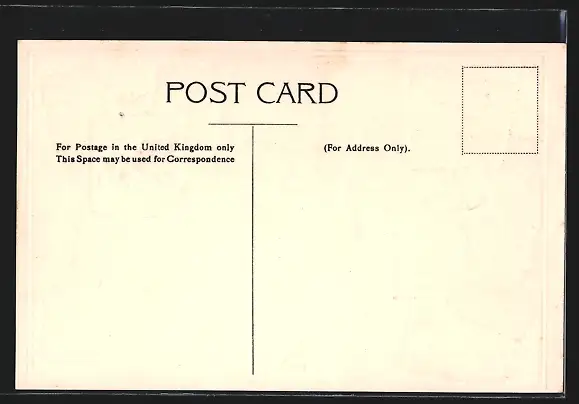 POST CARD
For Postage in the United Kingdom only
This Space may be used for Correspondence
(For Address Only).